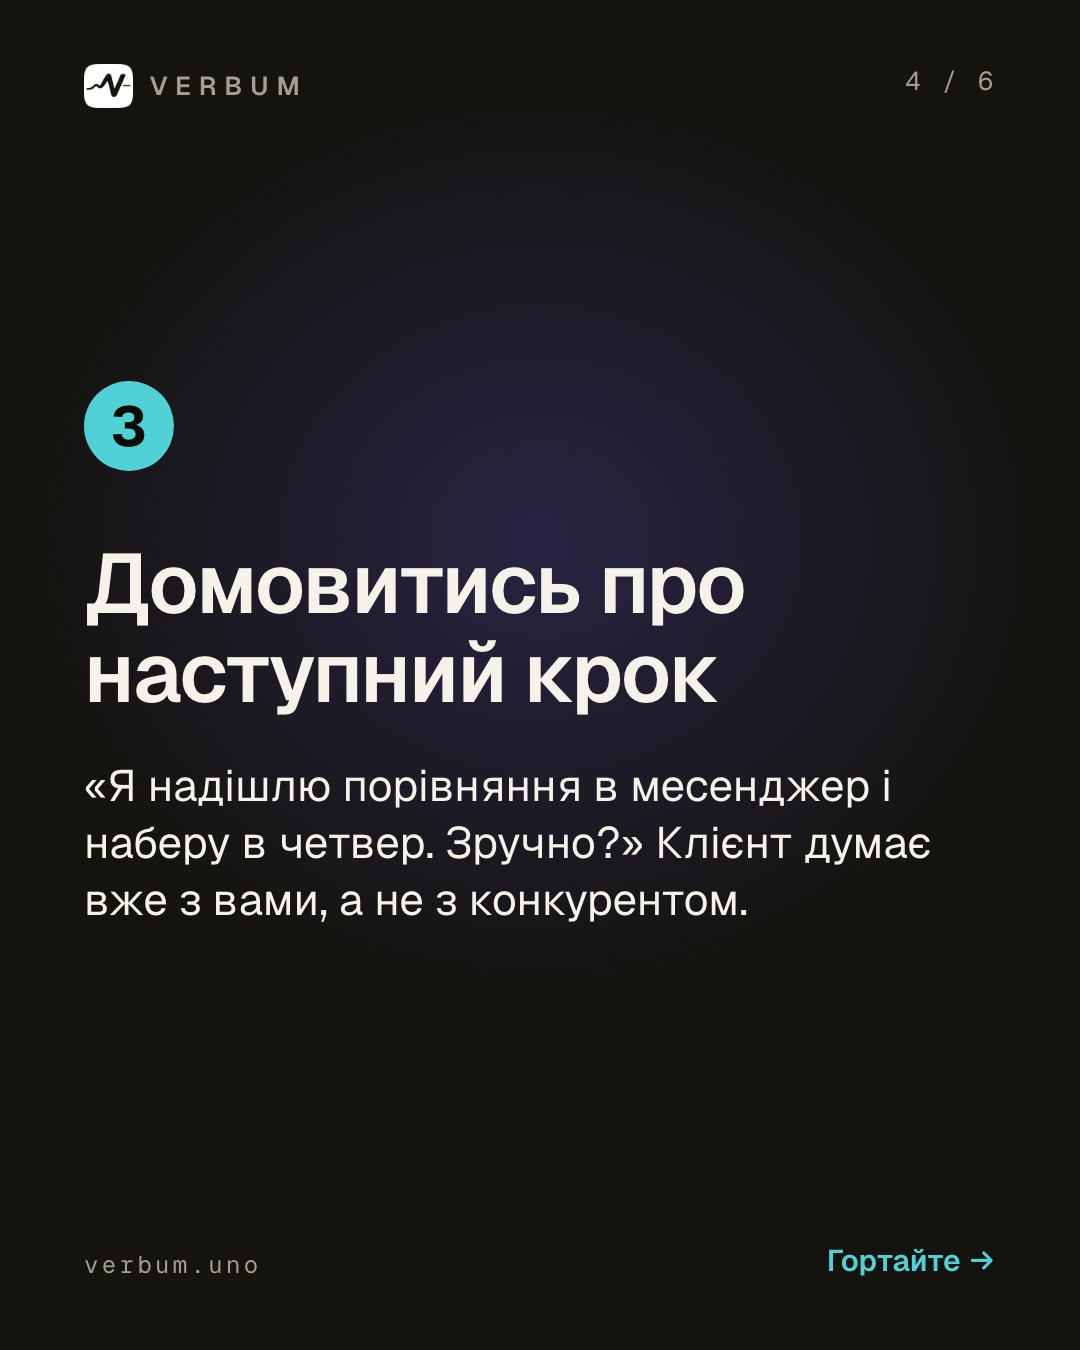 VERBUM
4 / 6
3
Домовитись про
наступний крок
«Я надішлю порівняння в месенджер і
наберу в четвер. Зручно?» Клієнт думає
вже з вами, а не з конкурентом.
verbum.uno
Гортайте →